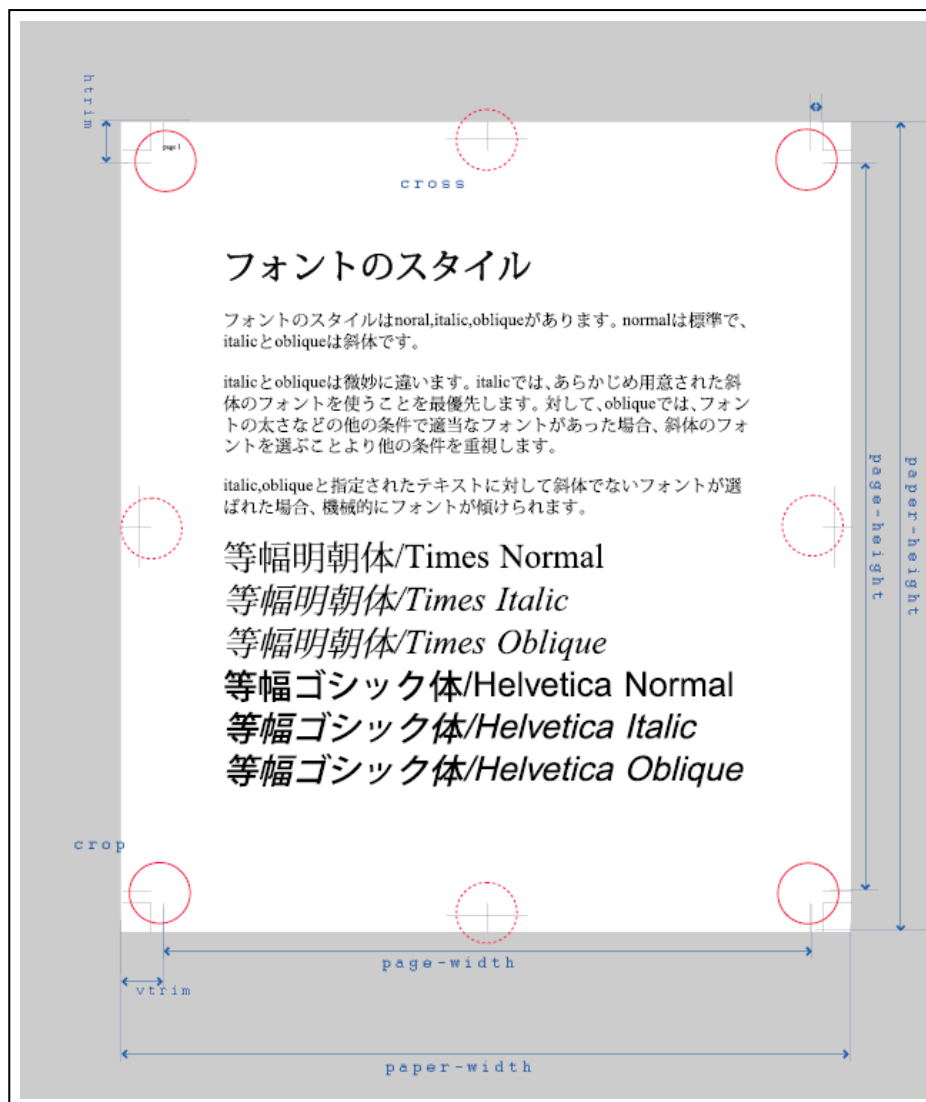 htrim
page 1
cross
フォントのスタイル
フォントのスタイルはnoral,italic,obliqueがあります。normalは標準で、
italicとobliqueは斜体です。
italicとobliqueは微妙に違います。italicでは、あらかじめ用意された斜
体のフォントを使うことを最優先します。対して、obliqueでは、フォン
トの太さなどの他の条件で適当なフォントがあった場合、斜体のフォ
ントを選ぶことより他の条件を重視します。
italic,obliqueと指定されたテキストに対して斜体でないフォントが選
ばれた場合、機械的にフォントが傾けられます。
等幅明朝体/Times Normal
等幅明朝体/Times Italic
等幅明朝体/Times Oblique
等幅ゴシック体/Helvetica Normal
等幅ゴシック体/Helvetica Italic
等幅ゴシック体/Helvetica Oblique
page-height
paper-height
crop
page-width
vtrim
paper-width